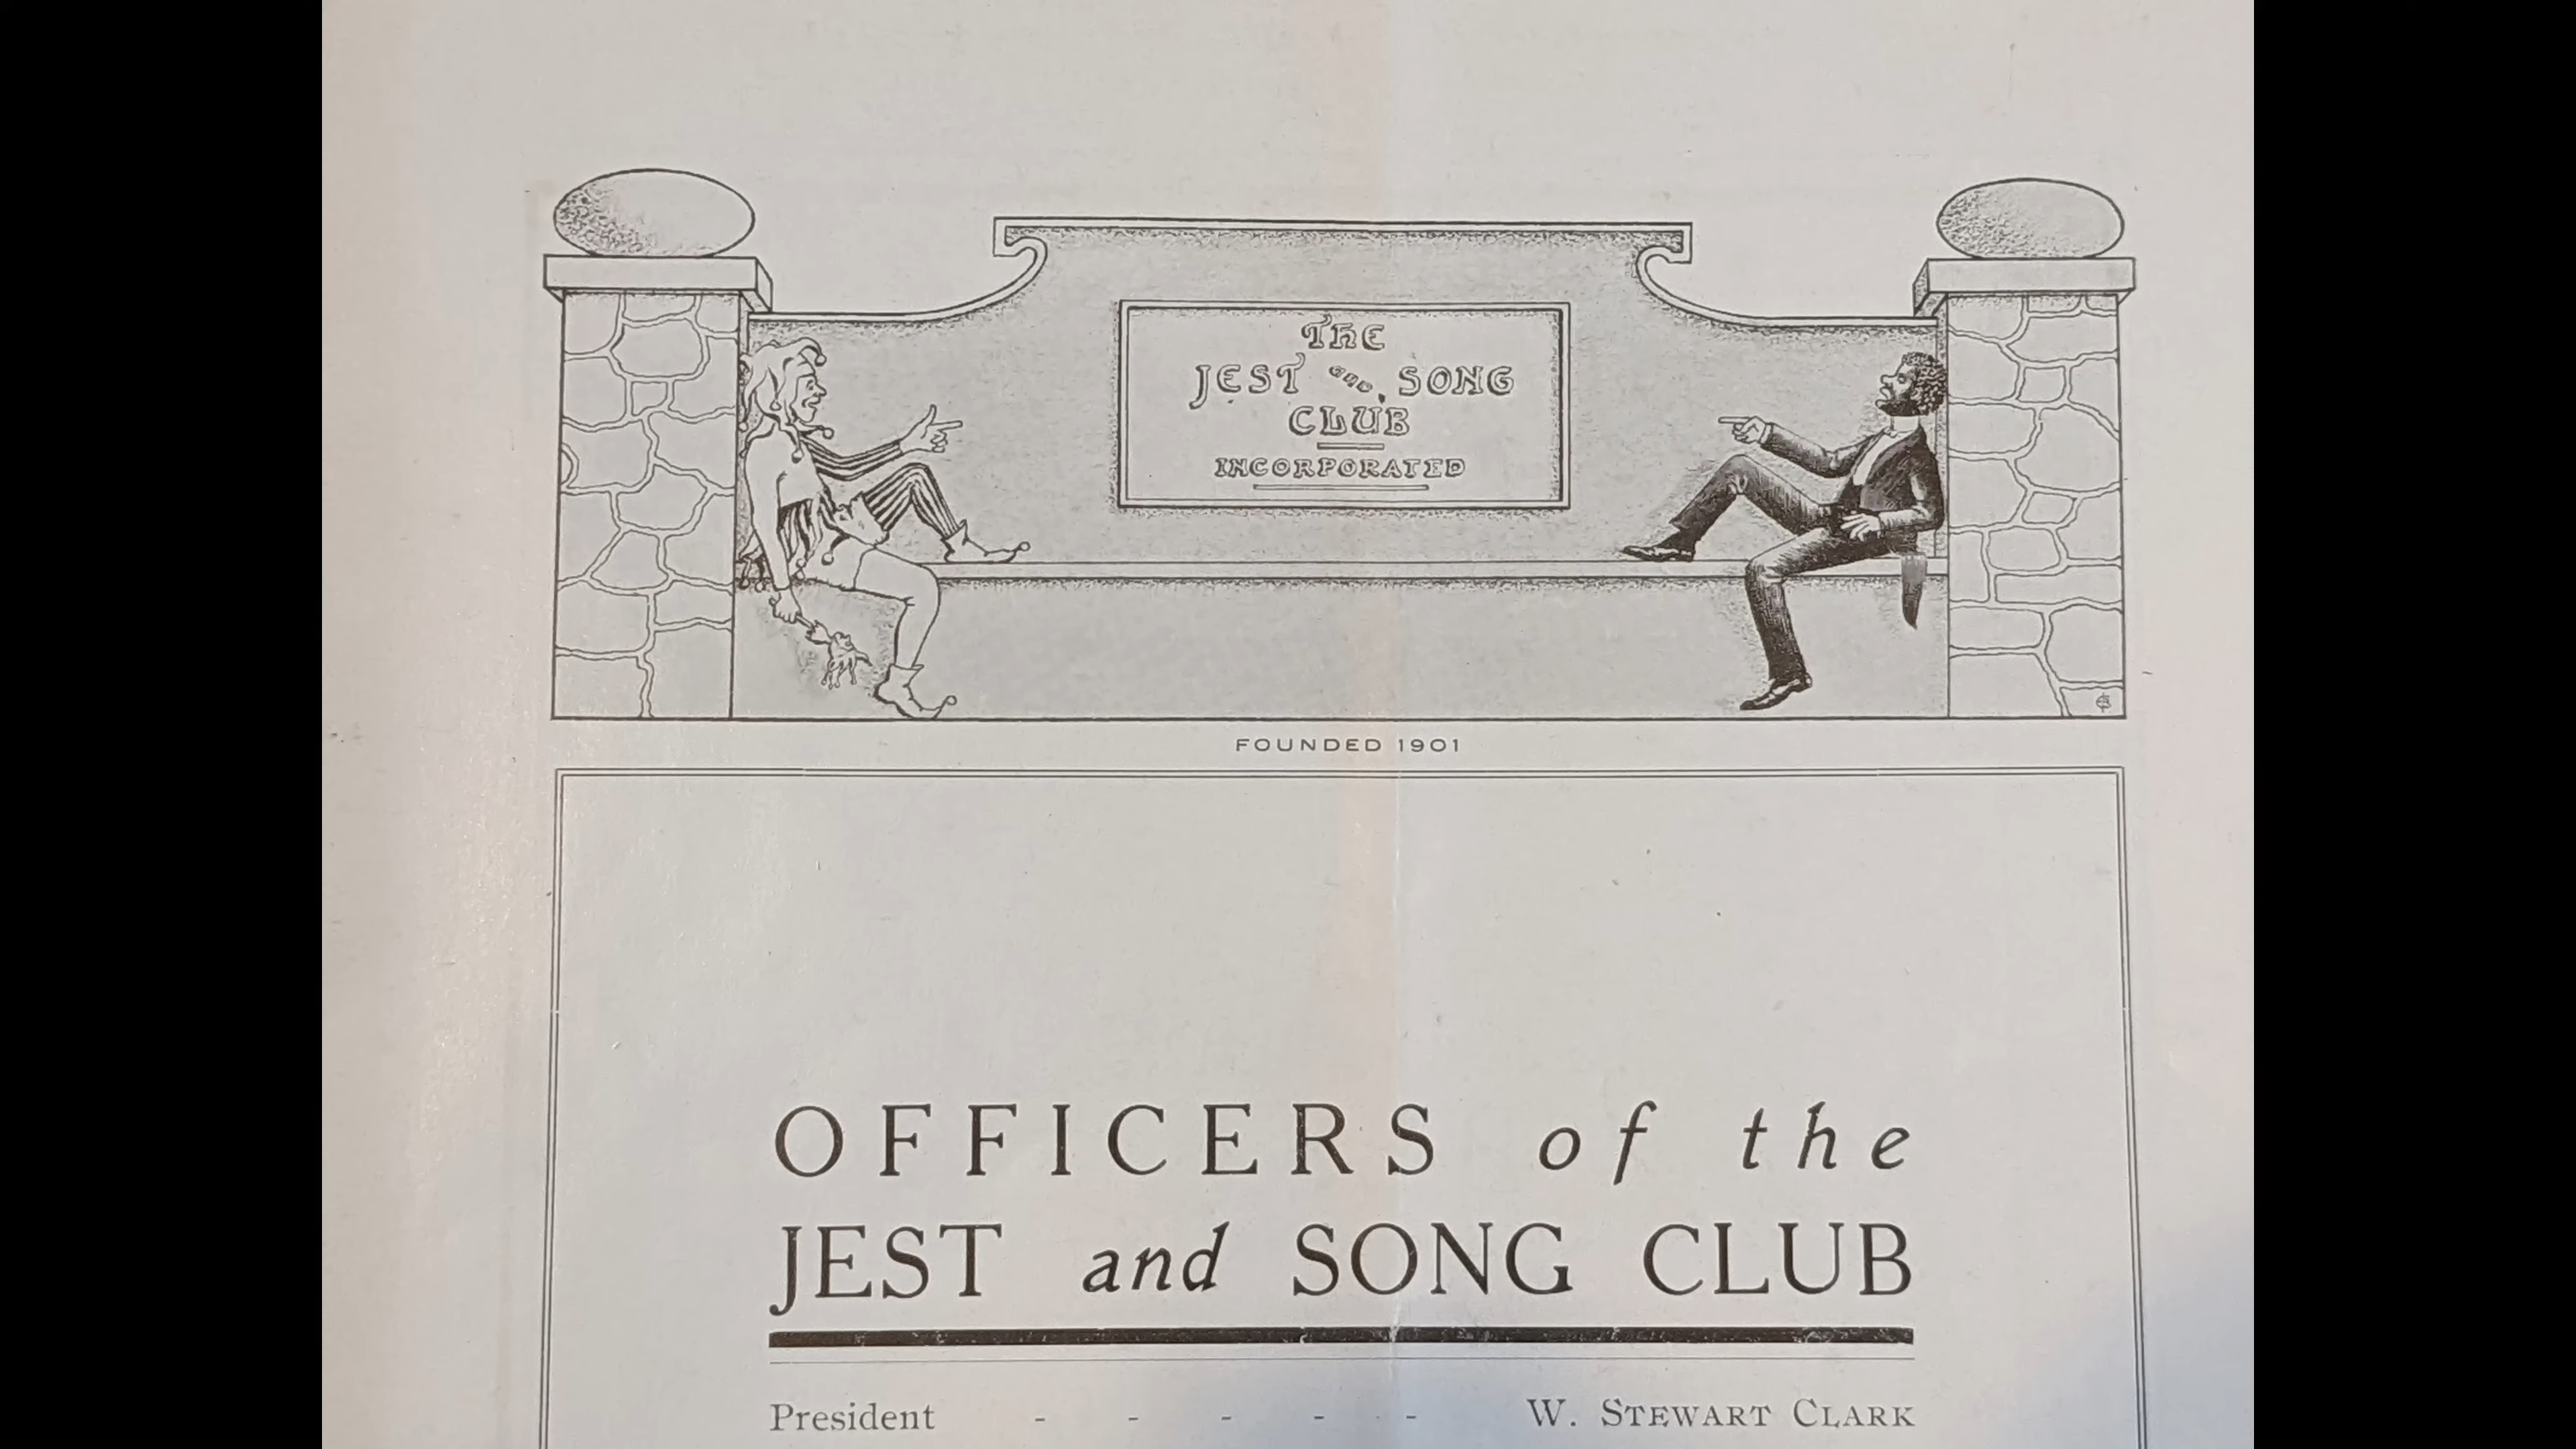 THE
JEST AND SONG
CLUB
INCORPORATED
FOUNDED 1901
OFFICERS of the
JEST and SONG CLUB
President - - - - - W. STEWART CLARK